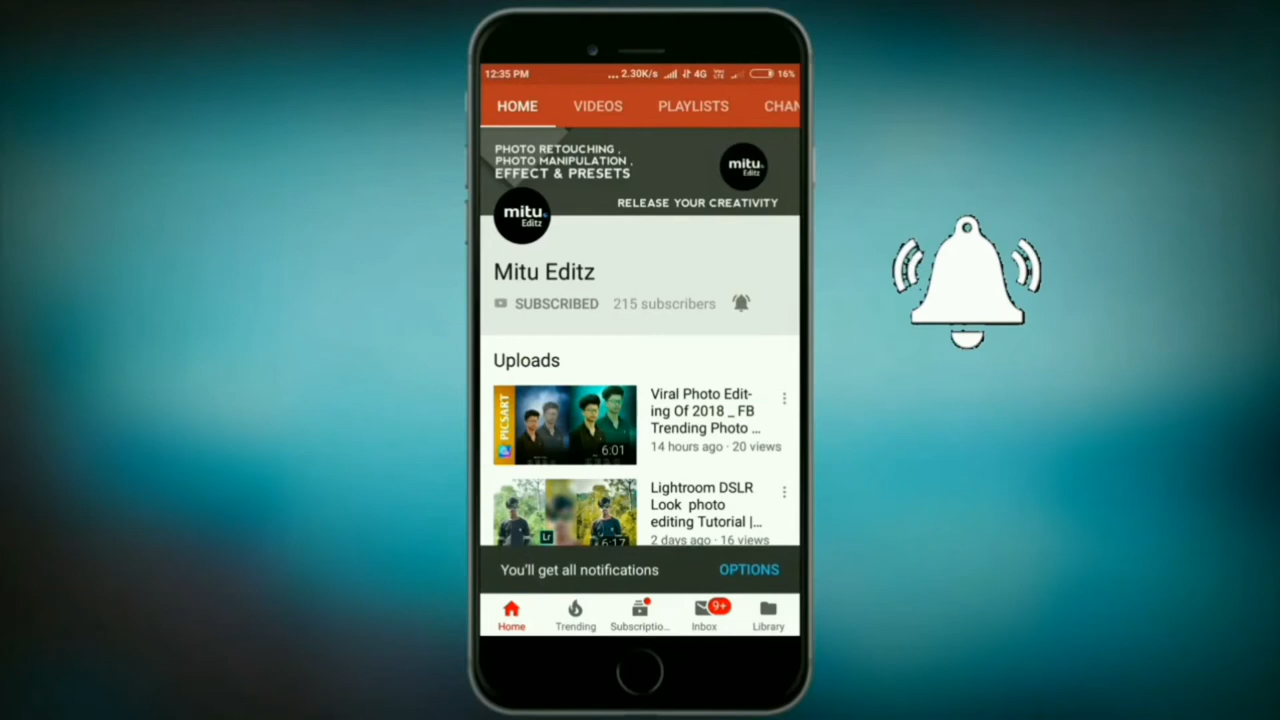 12:35 PM
... 2.30K/s 4G VoLTE 16%
HOME VIDEOS PLAYLISTS CHAN
PHOTO RETOUCHING ,
PHOTO MANIPULATION ,
EFFECT & PRESETS
mitu
Editz
RELEASE YOUR CREATIVITY
mitu
Editz
Mitu Editz
SUBSCRIBED 215 subscribers
Uploads
PICSART
6:01
Viral Photo Edit-
ing Of 2018 _ FB
Trending Photo ...
14 hours ago · 20 views
Lr
6:17
Lightroom DSLR
Look photo
editing Tutorial |...
2 days ago · 16 views
You'll get all notifications OPTIONS
9+
Home Trending Subscriptio... Inbox Library